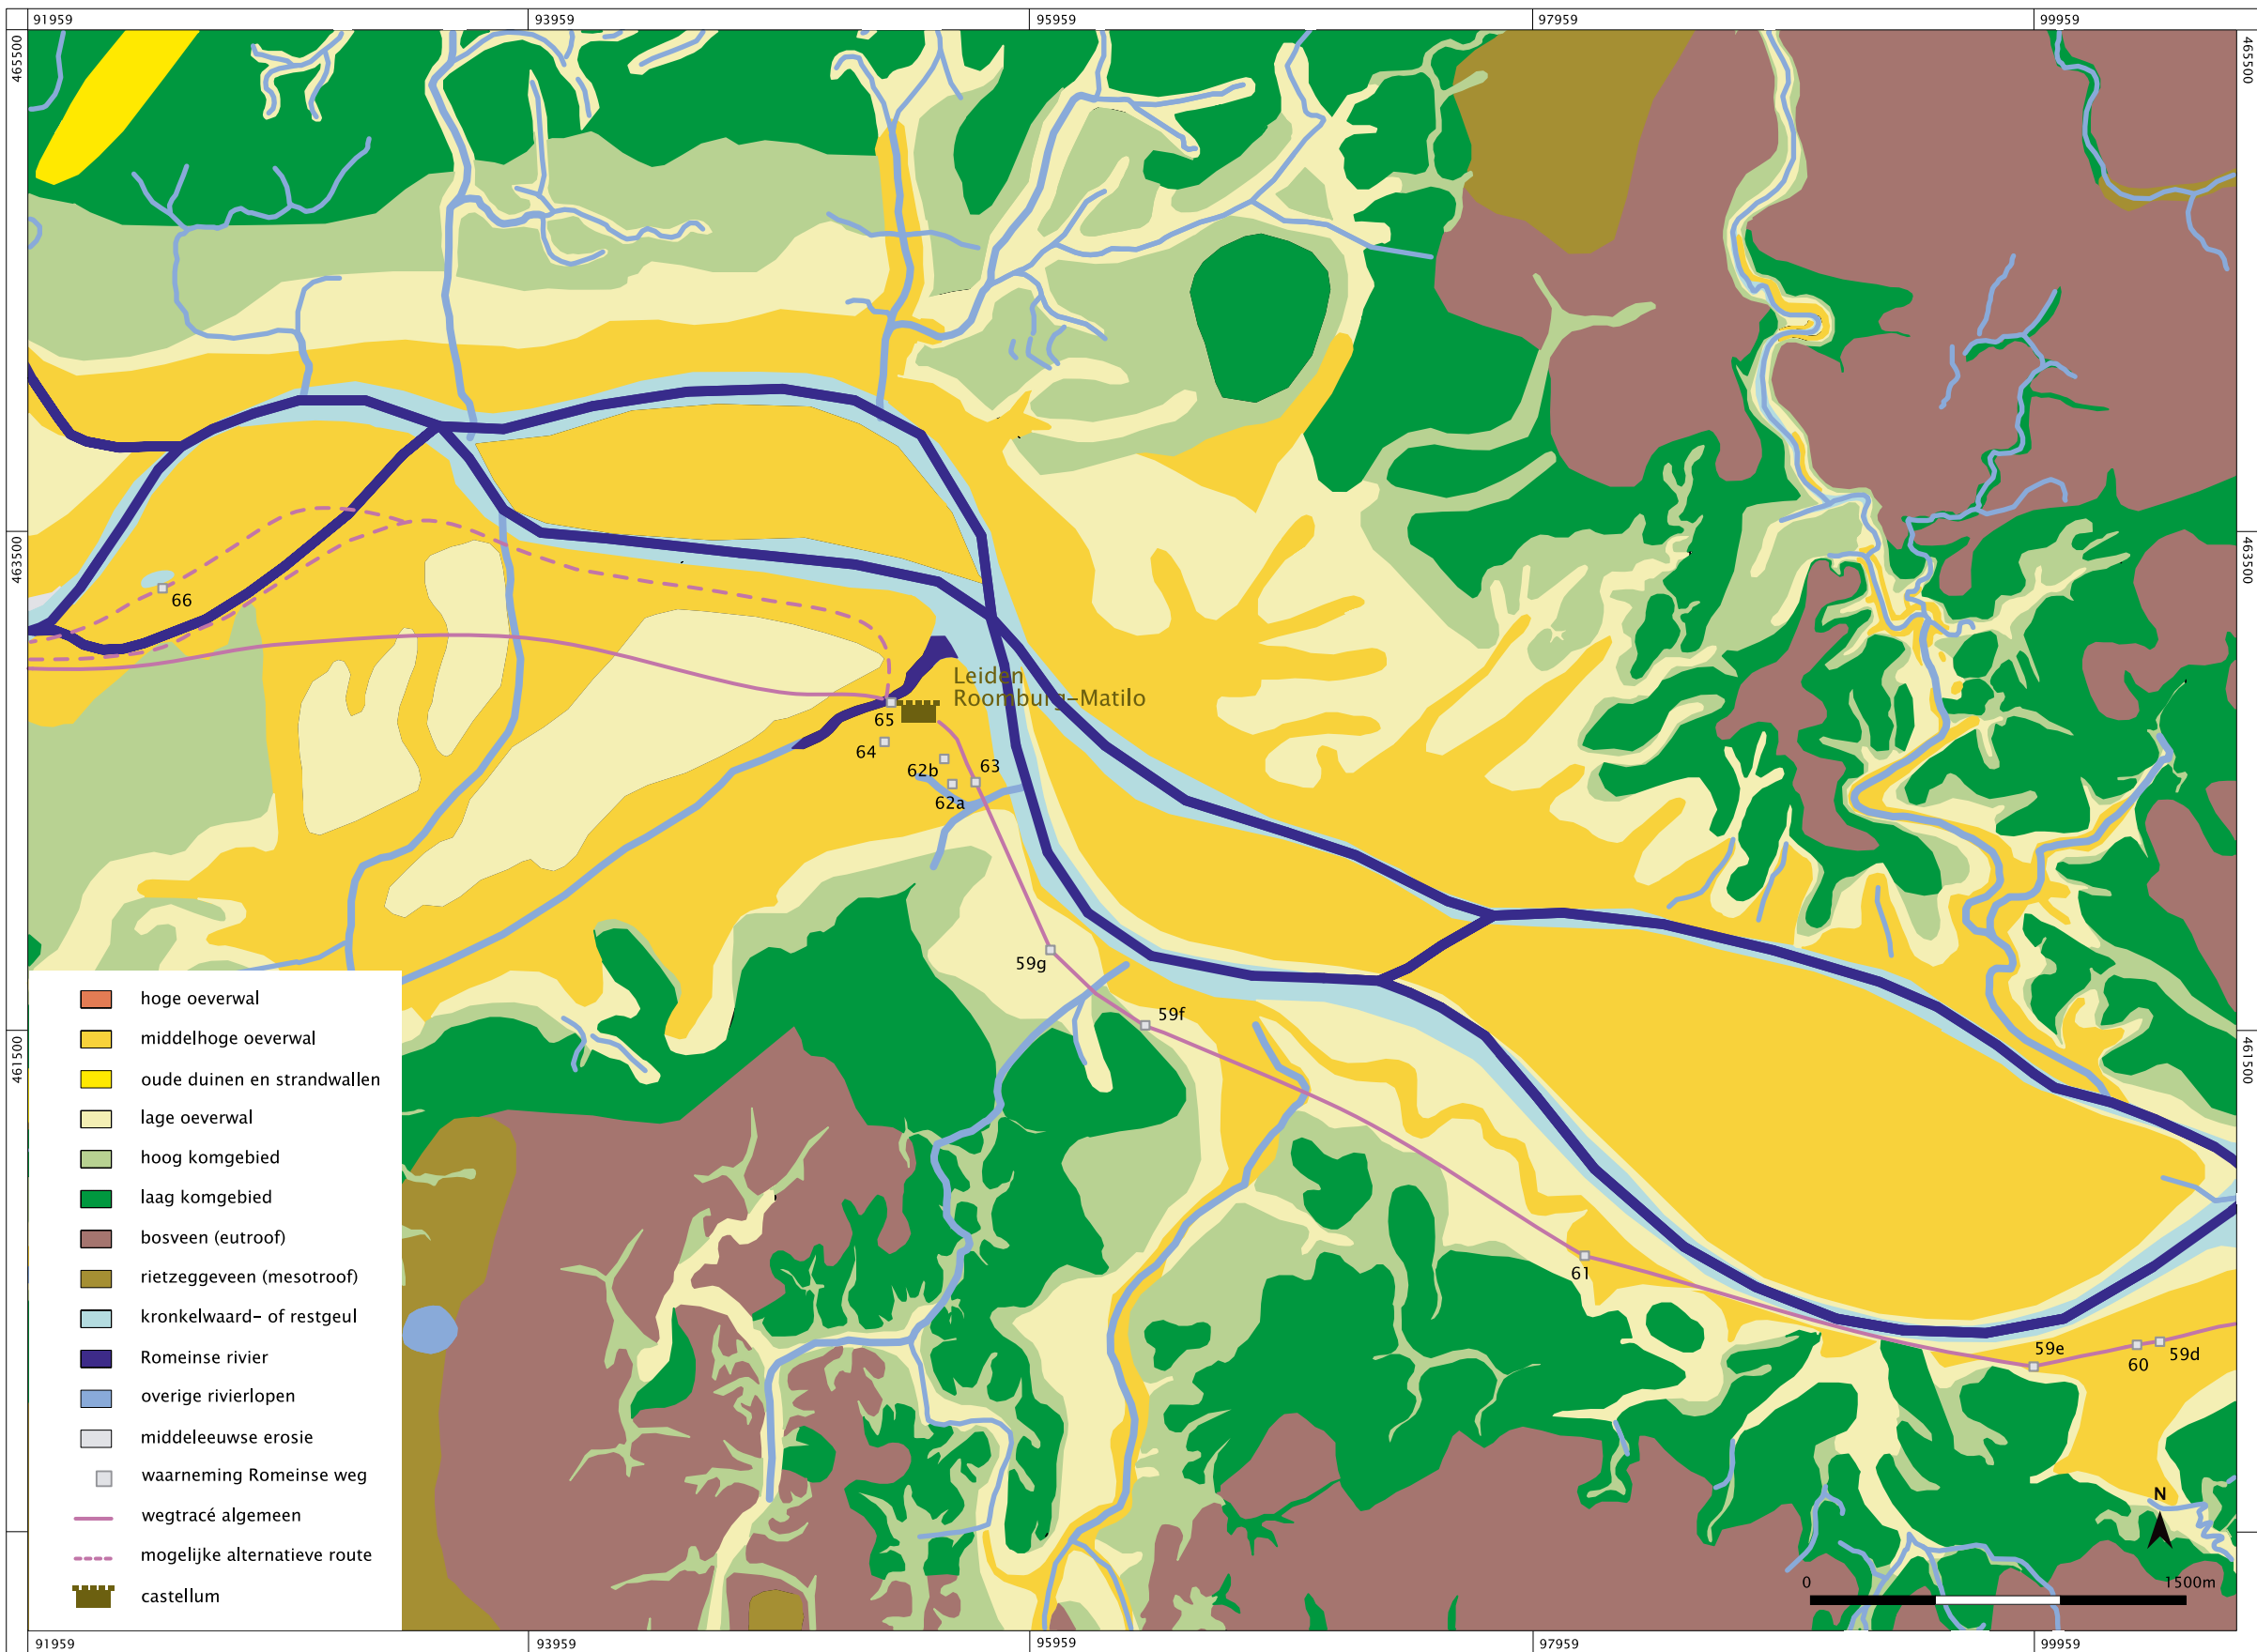 91959
93959
95959
97959
99959
465500
465500
463500
463500
66
Leiden
Roomburg-Matilo
65
64
62b
63
62a
59g
59f
461500
461500
61
59e
60
59d
hoge oeverwal
middelhoge oeverwal
oude duinen en strandwallen
lage oeverwal
hoog komgebied
laag komgebied
bosveen (eutroof)
rietzeggeveen (mesotroof)
kronkelwaard- of restgeul
Romeinse rivier
overige rivierlopen
middeleeuwse erosie
waarneming Romeinse weg
wegtracé algemeen
mogelijke alternatieve route
castellum
N
0
1500m
91959
93959
95959
97959
99959